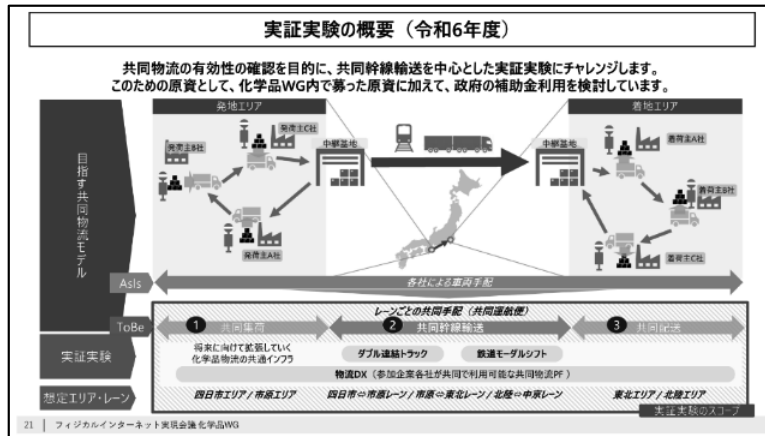 実証実験の概要（令和6年度）
共同物流の有効性の確認を目的に、共同幹線輸送を中心とした実証実験にチャレンジします。
このための原資として、化学品WG内で募った原資に加えて、政府の補助金利用を検討しています。
目指す共同物流モデル
発地エリア
発荷主B社
発荷主C社
発荷主A社
中継基地
中継基地
着地エリア
着荷主A社
着荷主B社
着荷主C社
AsIs
各社による車両手配
ToBe
レーンごとの共同手配（共同運航便）
1 共同集荷
2 共同幹線輸送
3 共同配送
実証実験
将来に向けて拡張していく
化学品物流の共通インフラ
ダブル連結トラック
鉄道モーダルシフト
物流DX（参加企業各社が共同で利用可能な共同物流PF）
想定エリア・レーン
四日市エリア/市原エリア
四日市⇔市原レーン/市原⇔東北レーン/北陸⇔中京レーン
東北エリア/北陸エリア
実証実験のスコープ
21 | フィジカルインターネット実現会議 化学品WG